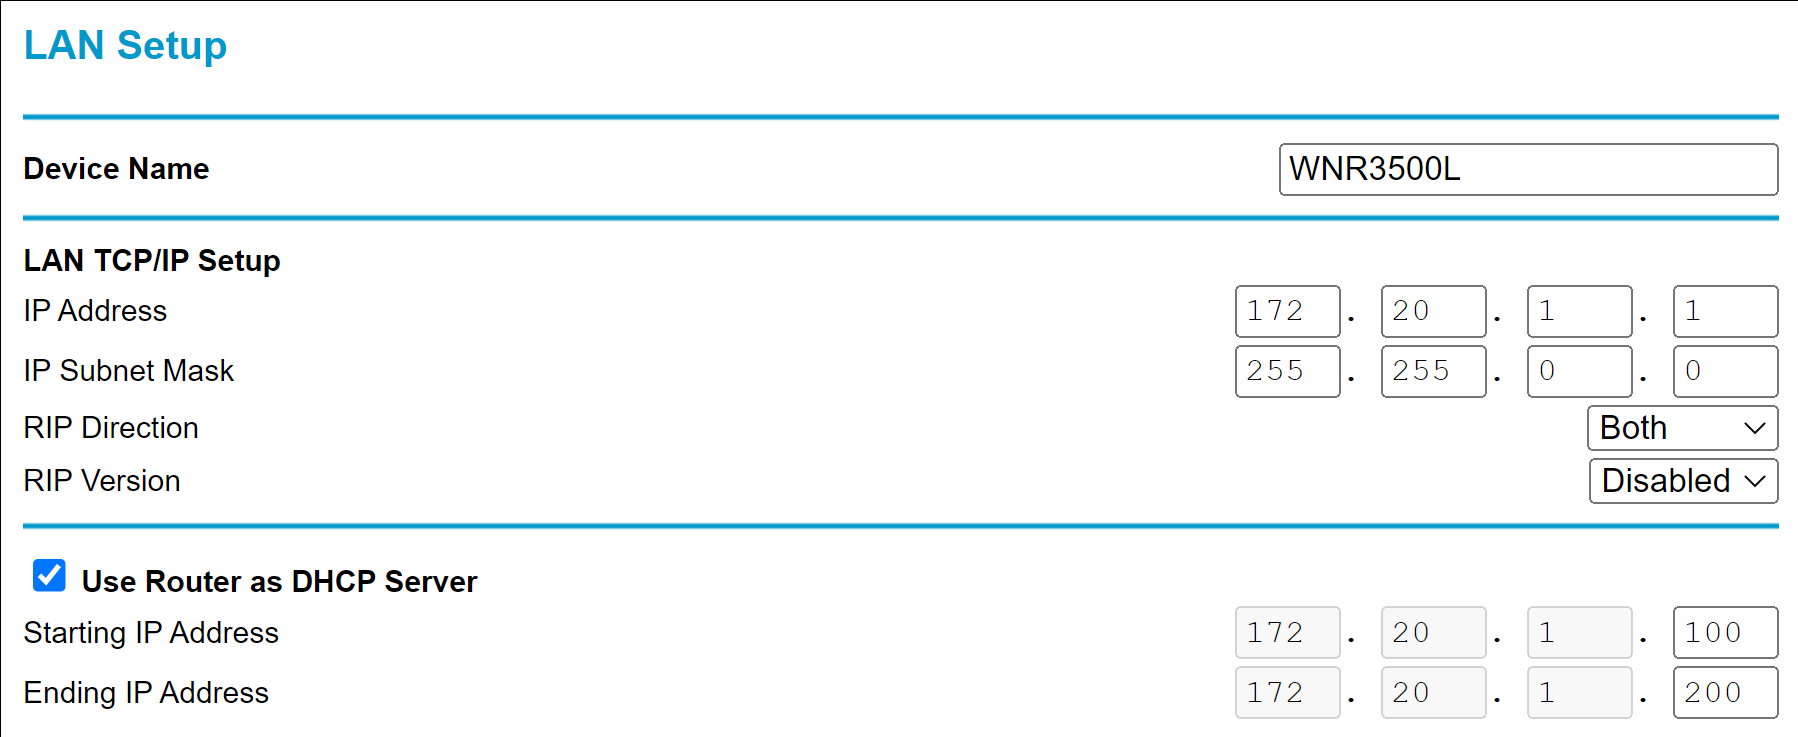 LAN Setup
Device Name WNR3500L
LAN TCP/IP Setup
IP Address 172 . 20 . 1 . 1
IP Subnet Mask 255 . 255 . 0 . 0
RIP Direction Both
RIP Version Disabled
Use Router as DHCP Server
Starting IP Address 172 . 20 . 1 . 100
Ending IP Address 172 . 20 . 1 . 200